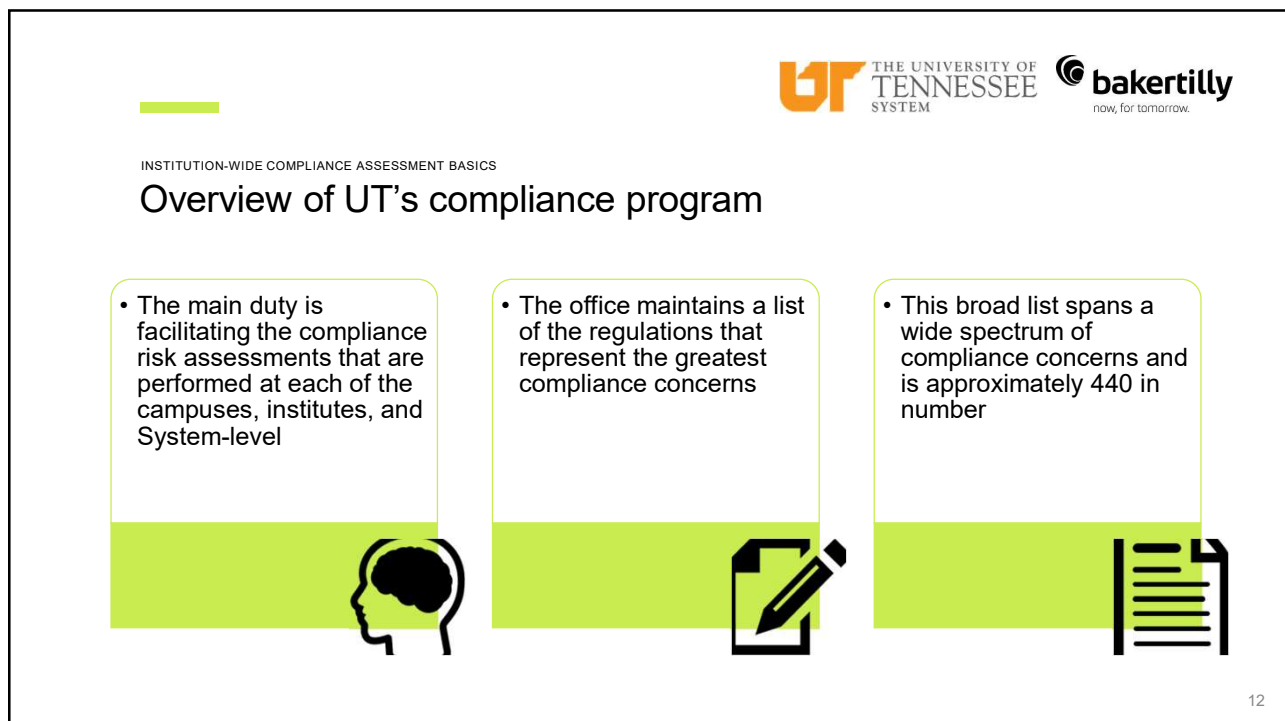 THE UNIVERSITY OF
TENNESSEE
SYSTEM
bakertilly
now, for tomorrow.
INSTITUTION-WIDE COMPLIANCE ASSESSMENT BASICS
Overview of UT’s compliance program
• The main duty is
facilitating the compliance
risk assessments that are
performed at each of the
campuses, institutes, and
System-level
• The office maintains a list
of the regulations that
represent the greatest
compliance concerns
• This broad list spans a
wide spectrum of
compliance concerns and
is approximately 440 in
number
12